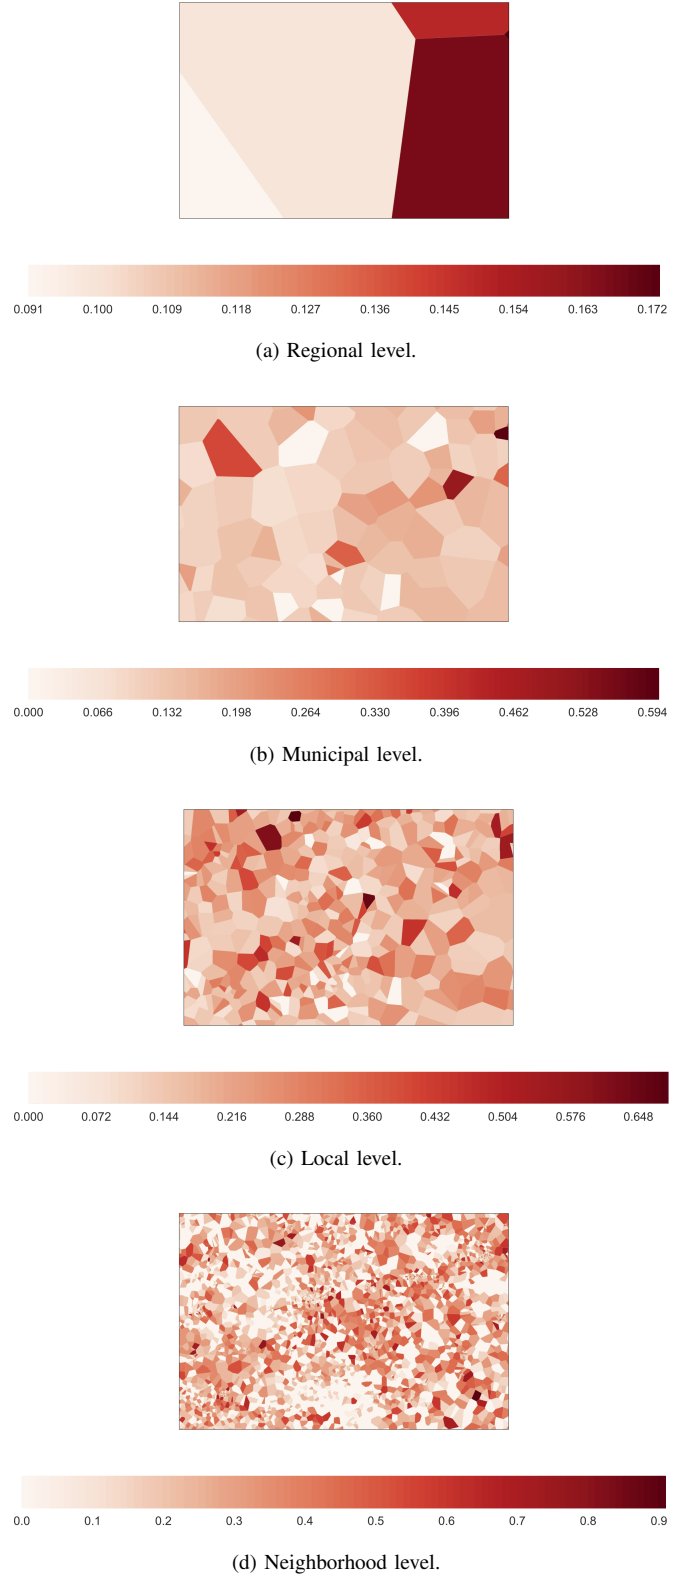 0.091 0.100 0.109 0.118 0.127 0.136 0.145 0.154 0.163 0.172
(a) Regional level.
0.000 0.066 0.132 0.198 0.264 0.330 0.396 0.462 0.528 0.594
(b) Municipal level.
0.000 0.072 0.144 0.216 0.288 0.360 0.432 0.504 0.576 0.648
(c) Local level.
0.0 0.1 0.2 0.3 0.4 0.5 0.6 0.7 0.8 0.9
(d) Neighborhood level.